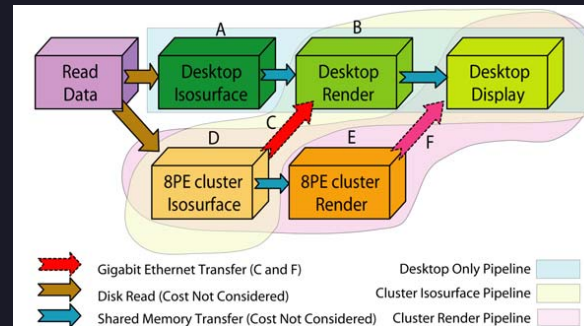 A
B
Read
Data
Desktop
Isosurface
Desktop
Render
Desktop
Display
C
D
E
F
8PE cluster
Isosurface
8PE cluster
Render
Gigabit Ethernet Transfer (C and F)
Disk Read (Cost Not Considered)
Shared Memory Transfer (Cost Not Considered)
Desktop Only Pipeline
Cluster Isosurface Pipeline
Cluster Render Pipeline